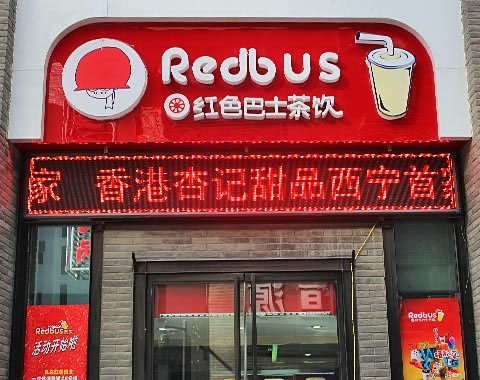 Redbus
红色巴士茶饮
家 香港杏记甜品西宁首
Redbus
活动开始啦
Redbus